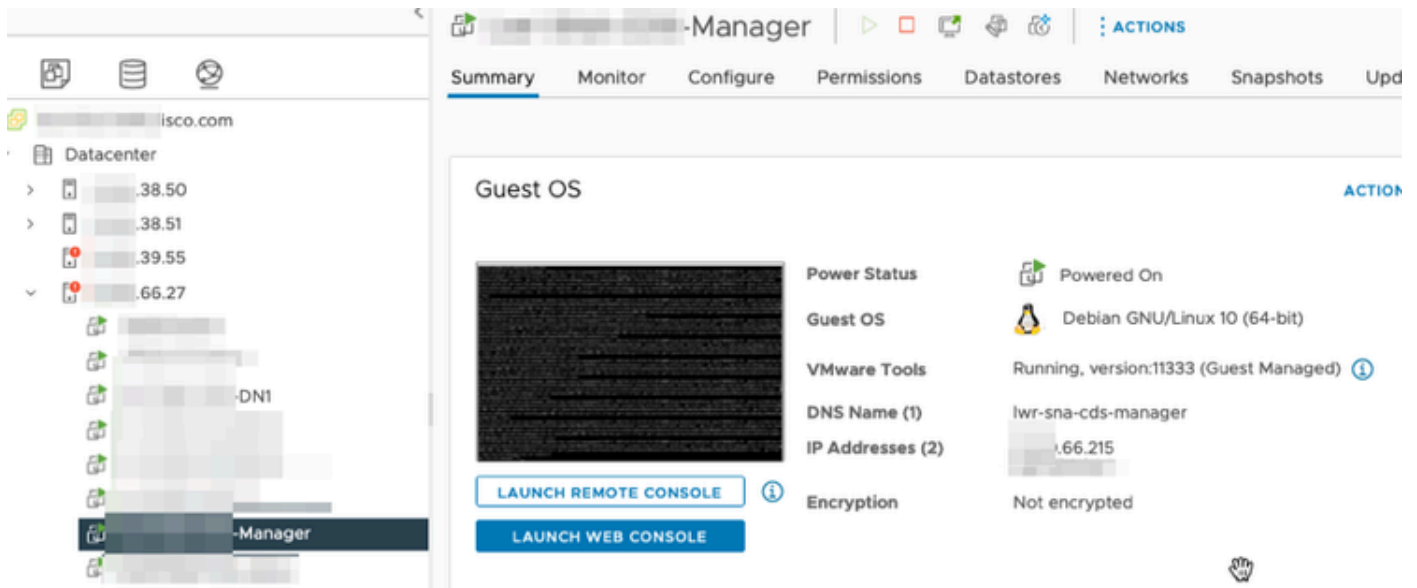 -Manager
ACTIONS
Summary Monitor Configure Permissions Datastores Networks Snapshots Upd
isco.com
Datacenter
.38.50
.38.51
.39.55
.66.27
-DN1
-Manager
Guest OS
ACTION
Power Status Powered On
Guest OS Debian GNU/Linux 10 (64-bit)
VMware Tools Running, version:11333 (Guest Managed)
DNS Name (1) lwr-sna-cds-manager
IP Addresses (2) .66.215
Encryption Not encrypted
LAUNCH REMOTE CONSOLE
LAUNCH WEB CONSOLE